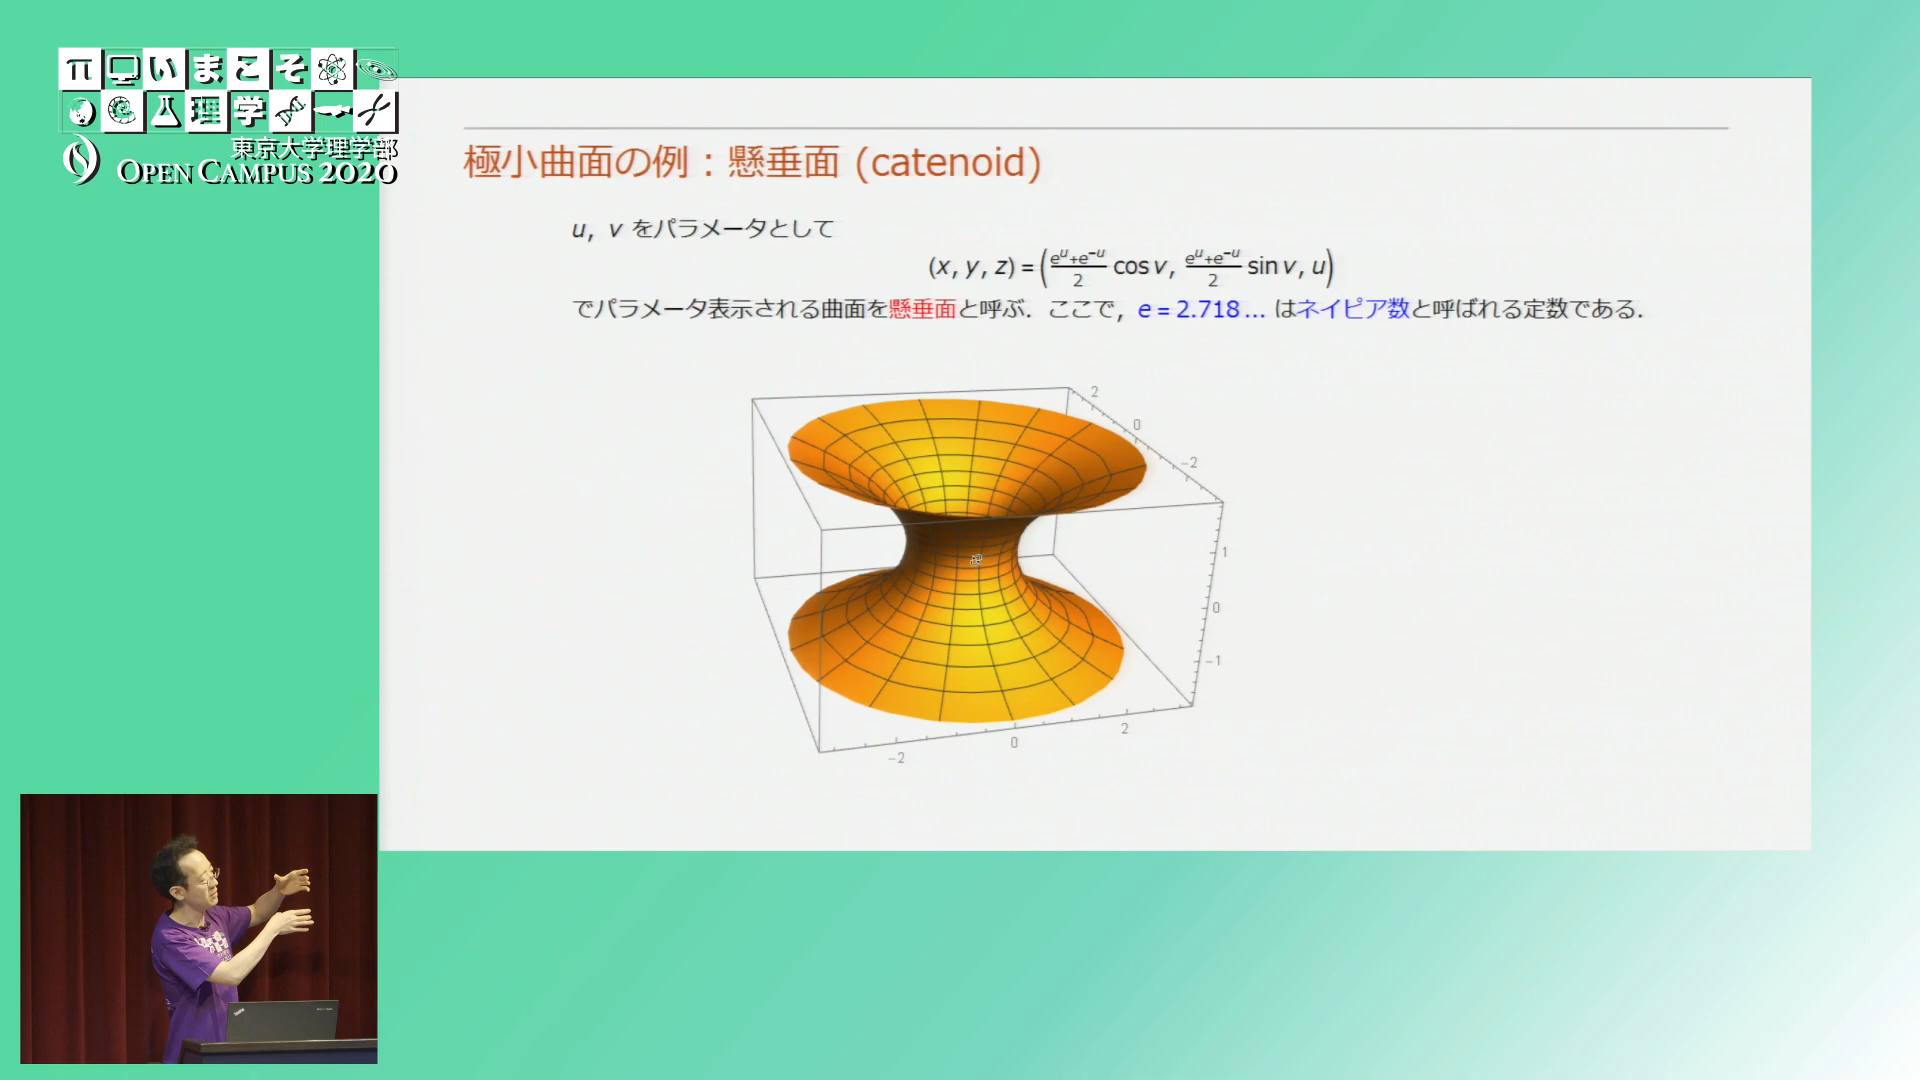 π いまこそ
理学
東京大学理学部
OPEN CAMPUS 2020
極小曲面の例：懸垂面 (catenoid)
u, v をパラメータとして
(x, y, z) = (e^u+e^-u/2 cos v, e^u+e^-u/2 sin v, u)
でパラメータ表示される曲面を懸垂面と呼ぶ．ここで，e = 2.718 … はネイピア数と呼ばれる定数である．
2
0
-2
1
0
-1
-2
0
2